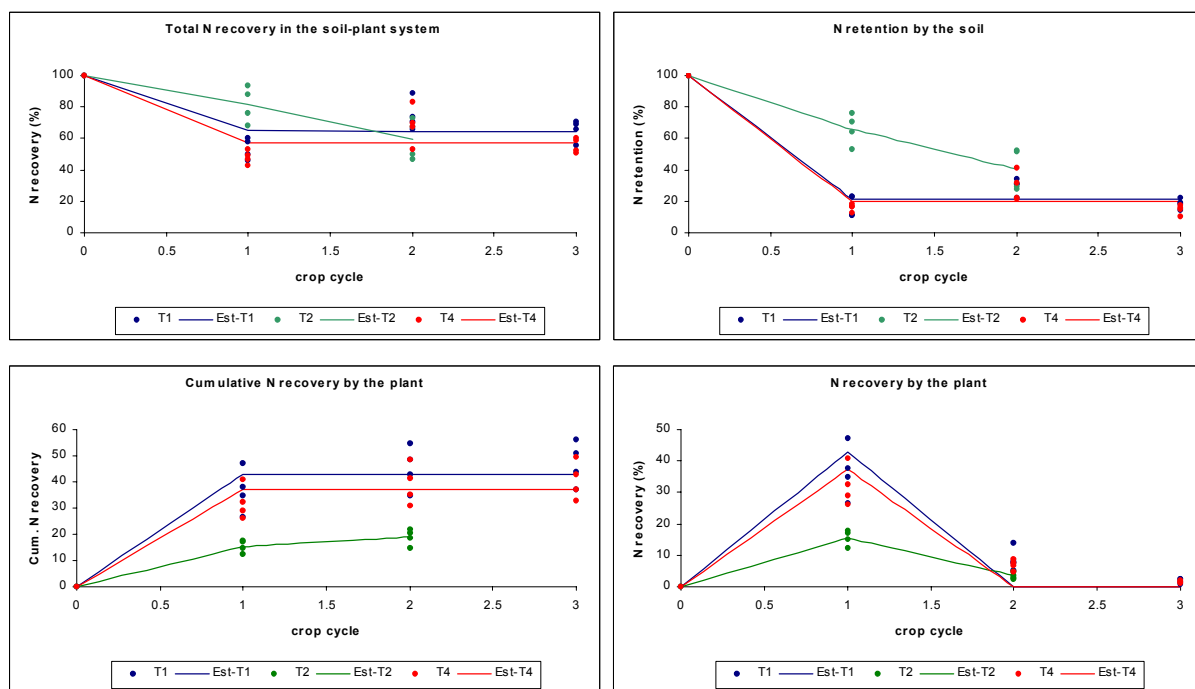 Total N recovery in the soil-plant system
N recovery (%)
100
80
60
40
20
0
0 0.5 1 1.5 2 2.5 3
crop cycle
T1 Est-T1 T2 Est-T2 T4 Est-T4
N retention by the soil
N retention (%)
100
80
60
40
20
0
0 0.5 1 1.5 2 2.5 3
crop cycle
T1 Est-T1 T2 Est-T2 T4 Est-T4
Cumulative N recovery by the plant
Cum. N recovery
60
50
40
30
20
10
0
0 0.5 1 1.5 2 2.5 3
crop cycle
T1 Est-T1 T2 Est-T2 T4 Est-T4
N recovery by the plant
N recovery (%)
50
40
30
20
10
0
0 0.5 1 1.5 2 2.5 3
crop cycle
T1 Est-T1 T2 Est-T2 T4 Est-T4